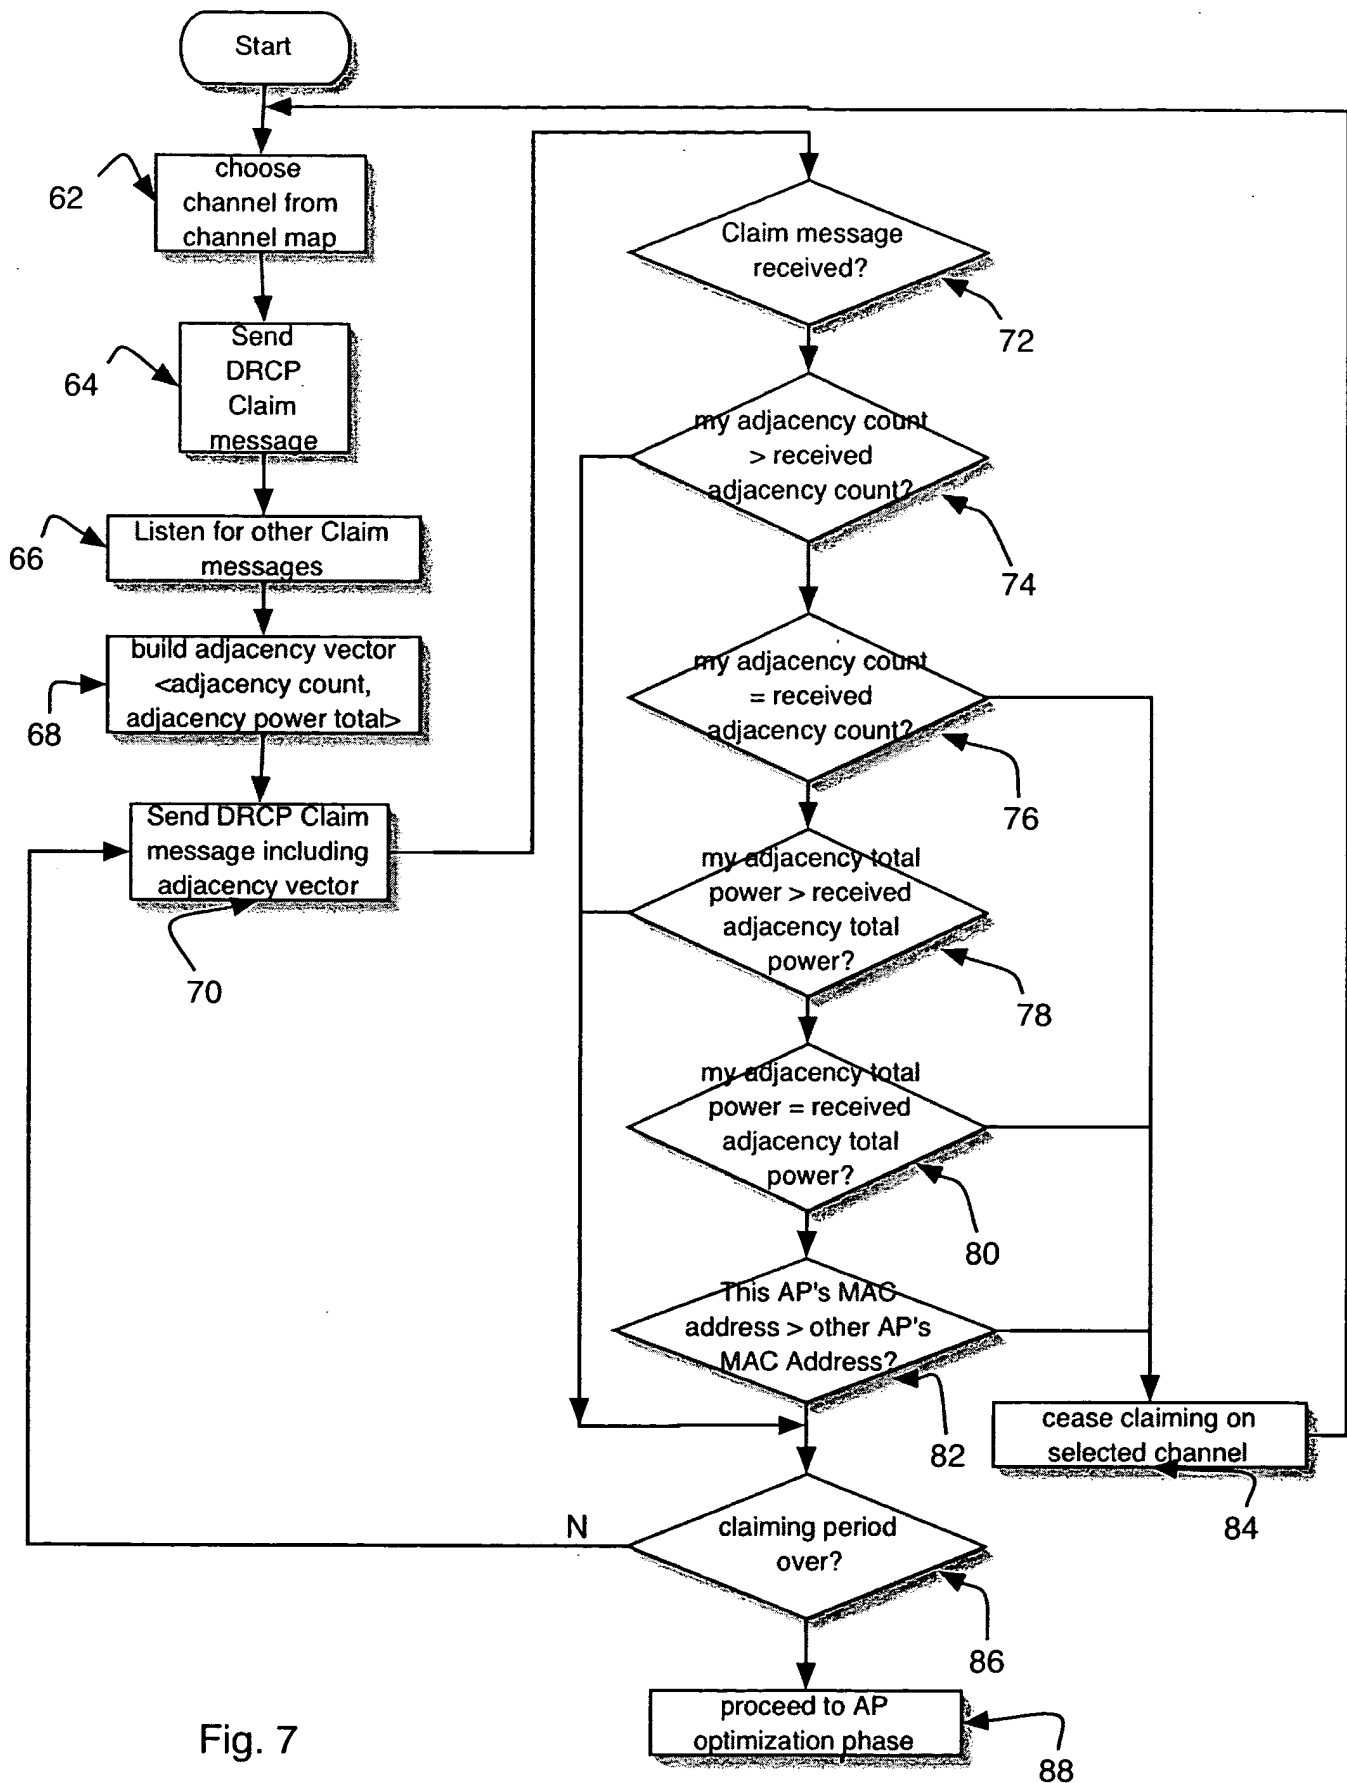 Start
62
choose
channel from
channel map
64
Send
DRCP
Claim
message
66
Listen for other Claim
messages
68
build adjacency vector
<adjacency count,
adjacency power total>
Send DRCP Claim
message including
adjacency vector
70
Claim message
received?
72
my adjacency count
> received
adjacency count?
74
my adjacency count
= received
adjacency count?
76
my adjacency total
power > received
adjacency total
power?
78
my adjacency total
power = received
adjacency total
power?
80
This AP's MAC
address > other AP's
MAC Address?
82
cease claiming on
selected channel
84
N
claiming period
over?
86
proceed to AP
optimization phase
88
Fig. 7